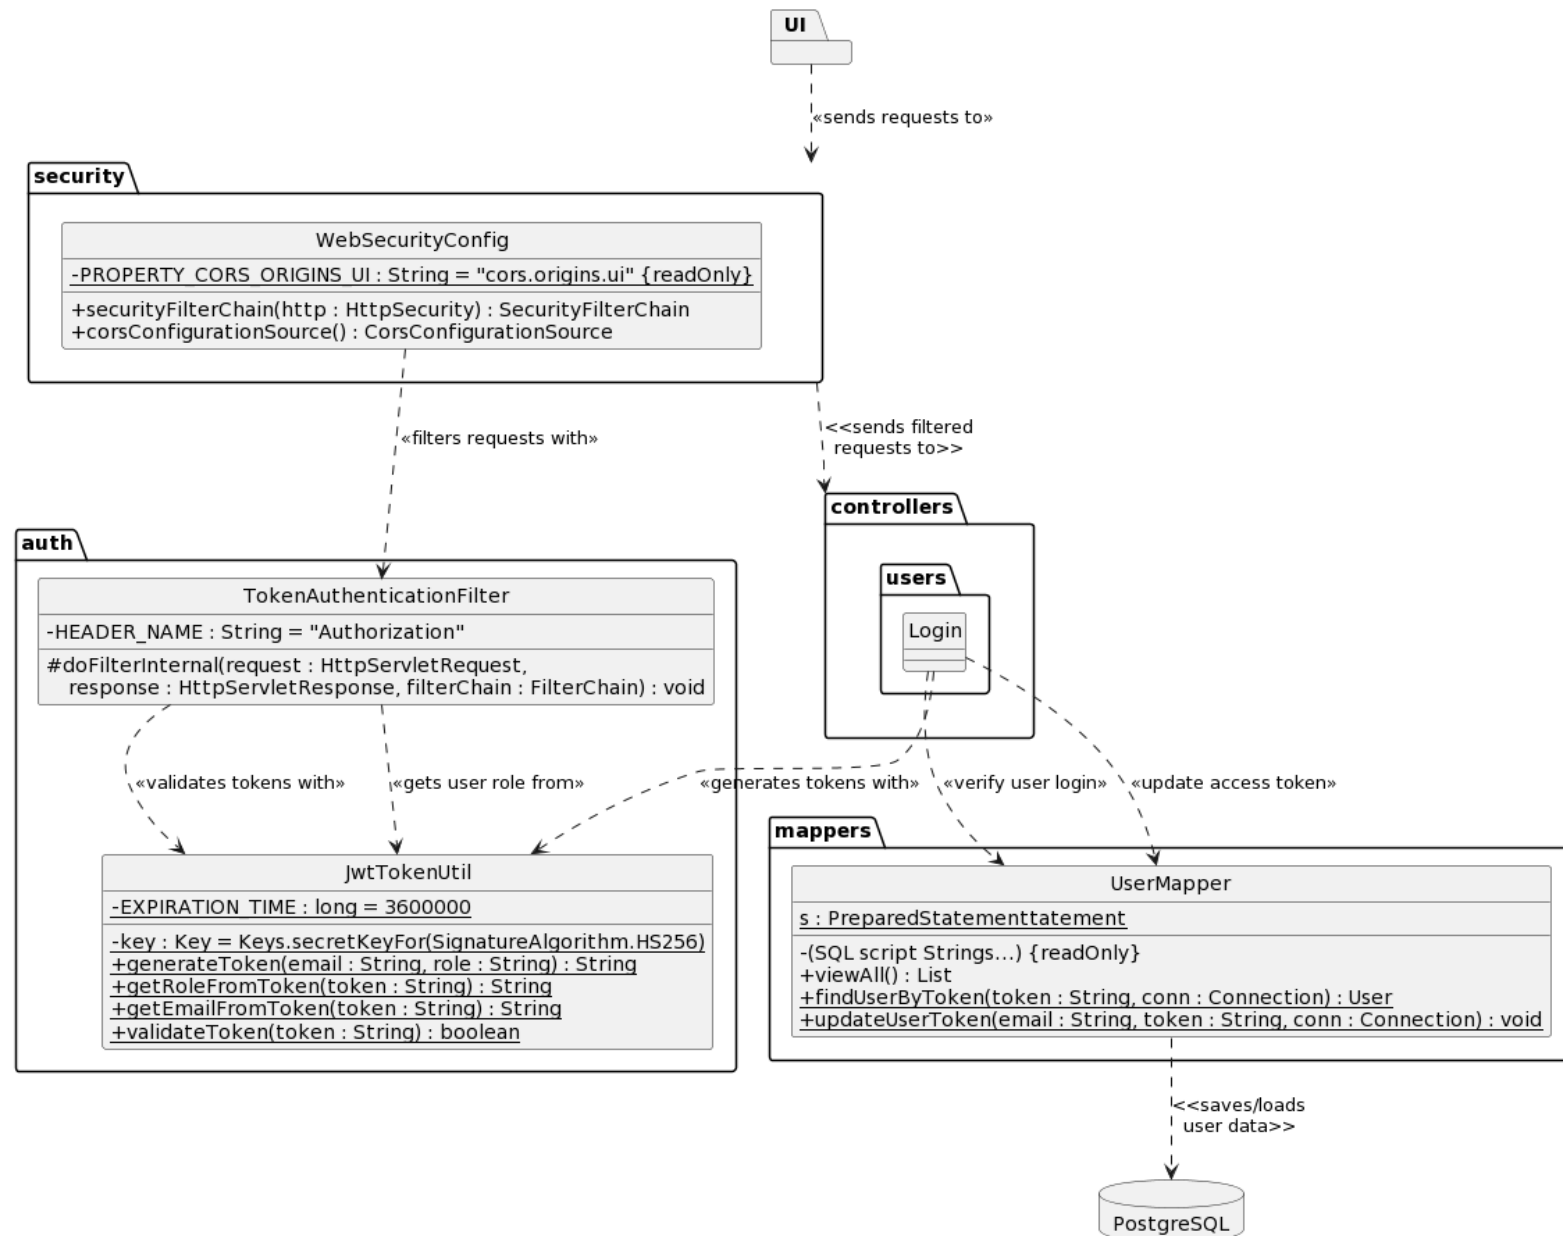 UI
«sends requests to»
security
WebSecurityConfig
-PROPERTY_CORS_ORIGINS_UI : String = "cors.origins.ui" {readOnly}
+securityFilterChain(http : HttpSecurity) : SecurityFilterChain
+corsConfigurationSource() : CorsConfigurationSource
«filters requests with»
<<sends filtered
requests to>>
controllers
users
Login
auth
TokenAuthenticationFilter
-HEADER_NAME : String = "Authorization"
#doFilterInternal(request : HttpServletRequest,
response : HttpServletResponse, filterChain : FilterChain) : void
«validates tokens with»
«gets user role from»
«generates tokens with»
«verify user login»
«update access token»
JwtTokenUtil
-EXPIRATION_TIME : long = 3600000
-key : Key = Keys.secretKeyFor(SignatureAlgorithm.HS256)
+generateToken(email : String, role : String) : String
+getRoleFromToken(token : String) : String
+getEmailFromToken(token : String) : String
+validateToken(token : String) : boolean
mappers
UserMapper
s : PreparedStatementtatement
-(SQL script Strings...) {readOnly}
+viewAll() : List
+findUserByToken(token : String, conn : Connection) : User
+updateUserToken(email : String, token : String, conn : Connection) : void
<<saves/loads
user data>>
PostgreSQL